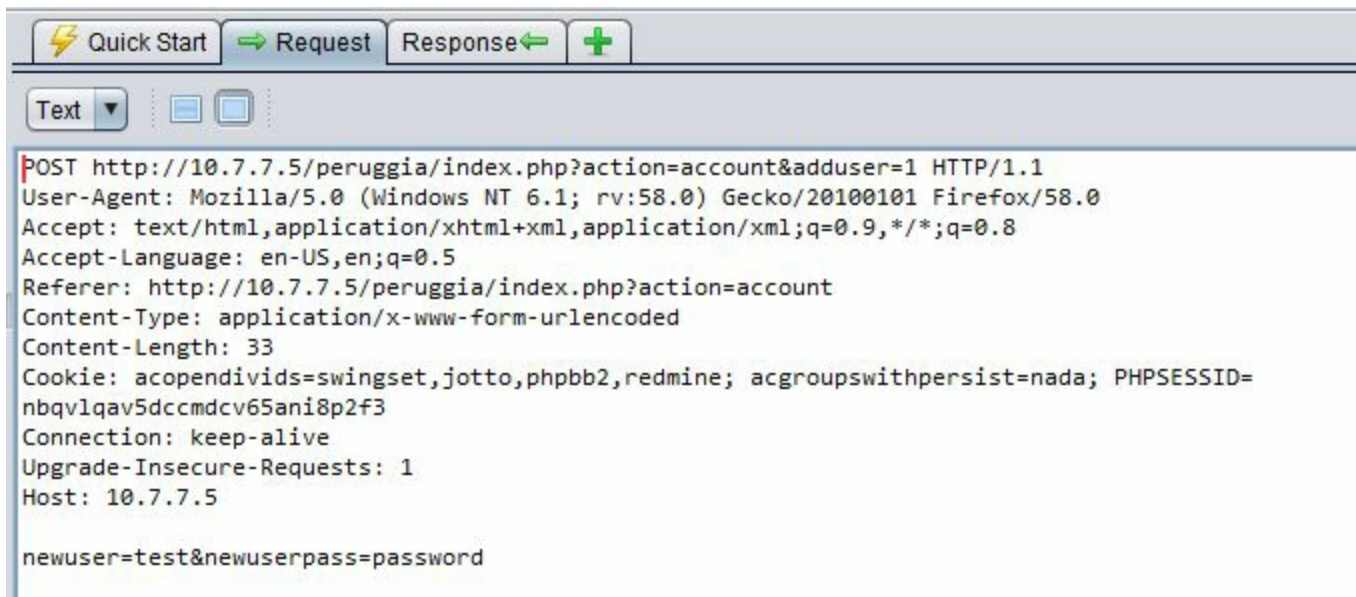 Quick Start Request Response
Text
POST http://10.7.7.5/peruggia/index.php?action=account&adduser=1 HTTP/1.1
User-Agent: Mozilla/5.0 (Windows NT 6.1; rv:58.0) Gecko/20100101 Firefox/58.0
Accept: text/html,application/xhtml+xml,application/xml;q=0.9,*/*;q=0.8
Accept-Language: en-US,en;q=0.5
Referer: http://10.7.7.5/peruggia/index.php?action=account
Content-Type: application/x-www-form-urlencoded
Content-Length: 33
Cookie: acopendivids=swingset,jotto,phpbb2,redmine; acgroupswithpersist=nada; PHPSESSID=
nbqvlqav5dccmdcv65ani8p2f3
Connection: keep-alive
Upgrade-Insecure-Requests: 1
Host: 10.7.7.5
newuser=test&newuserpass=password